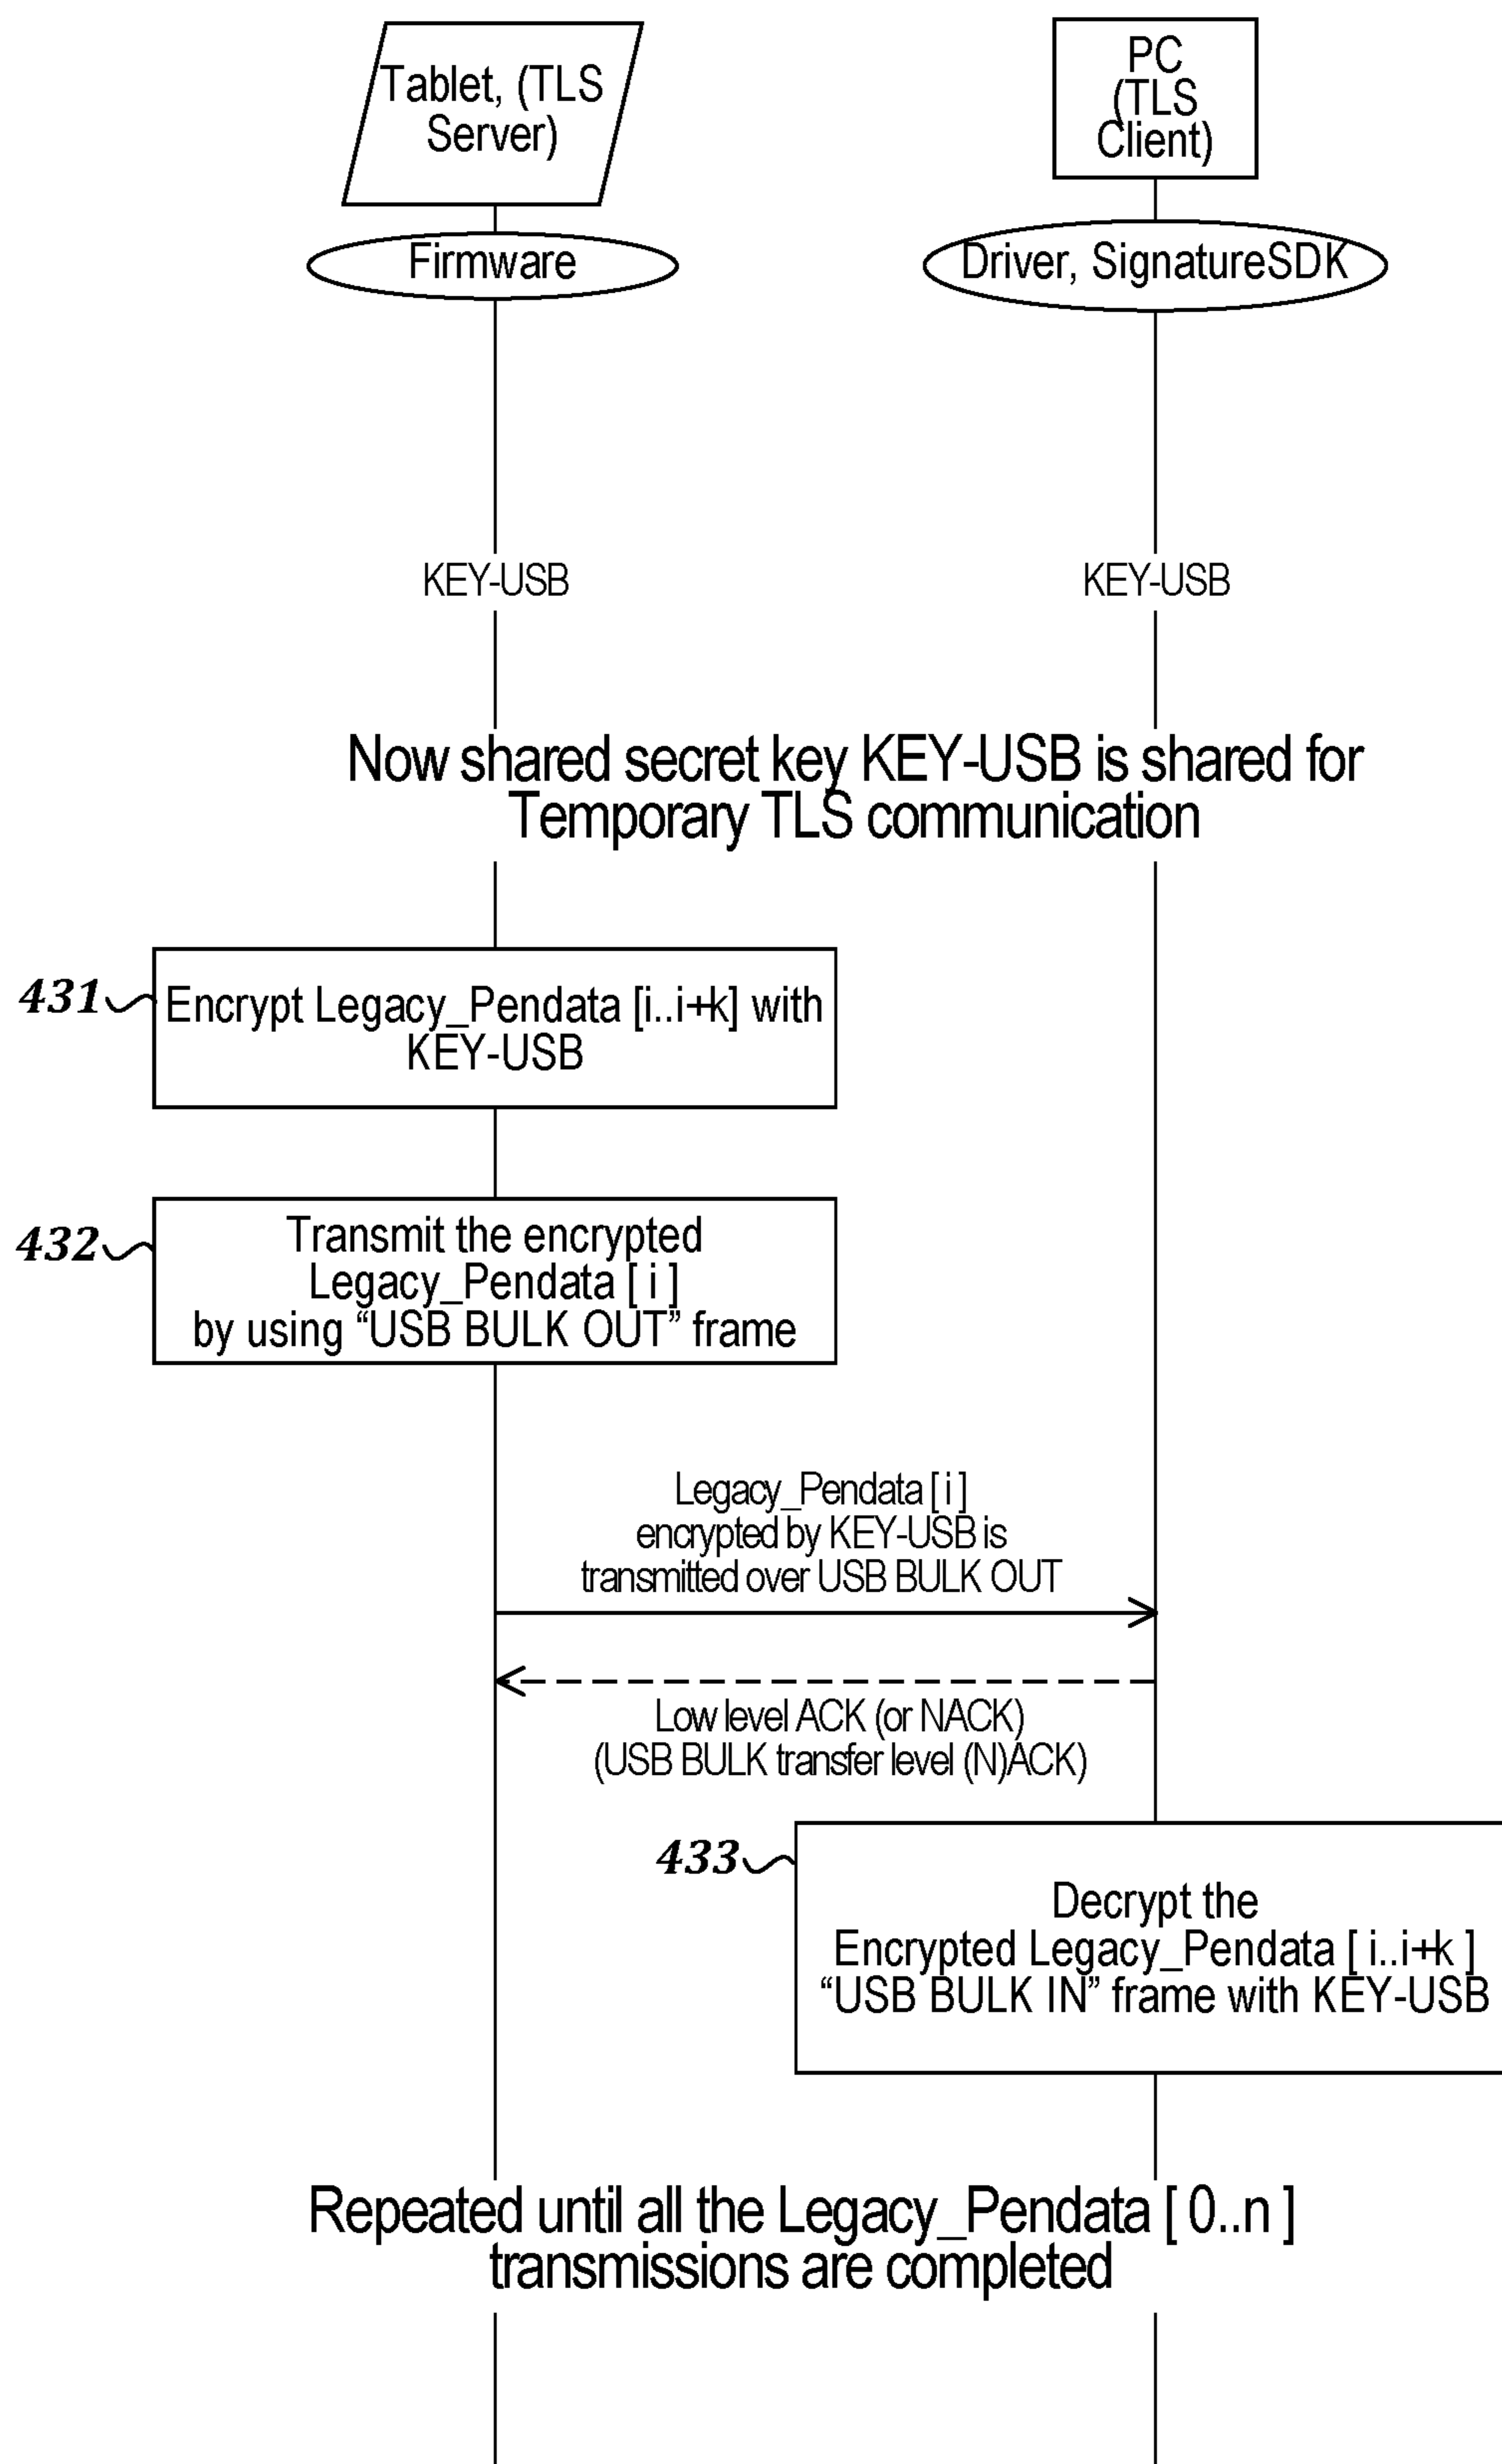 Tablet, (TLS
Server)
PC
(TLS
Client)
Firmware
Driver, SignatureSDK
KEY-USB
KEY-USB
Now shared secret key KEY-USB is shared for
Temporary TLS communication
431
Encrypt Legacy_Pendata [i..i+k] with
KEY-USB
432
Transmit the encrypted
Legacy_Pendata [ i ]
by using “USB BULK OUT” frame
Legacy_Pendata [ i ]
encrypted by KEY-USB is
transmitted over USB BULK OUT
Low level ACK (or NACK)
(USB BULK transfer level (N)ACK)
433
Decrypt the
Encrypted Legacy_Pendata [ i..i+k ]
“USB BULK IN” frame with KEY-USB
Repeated until all the Legacy_Pendata [ 0..n ]
transmissions are completed